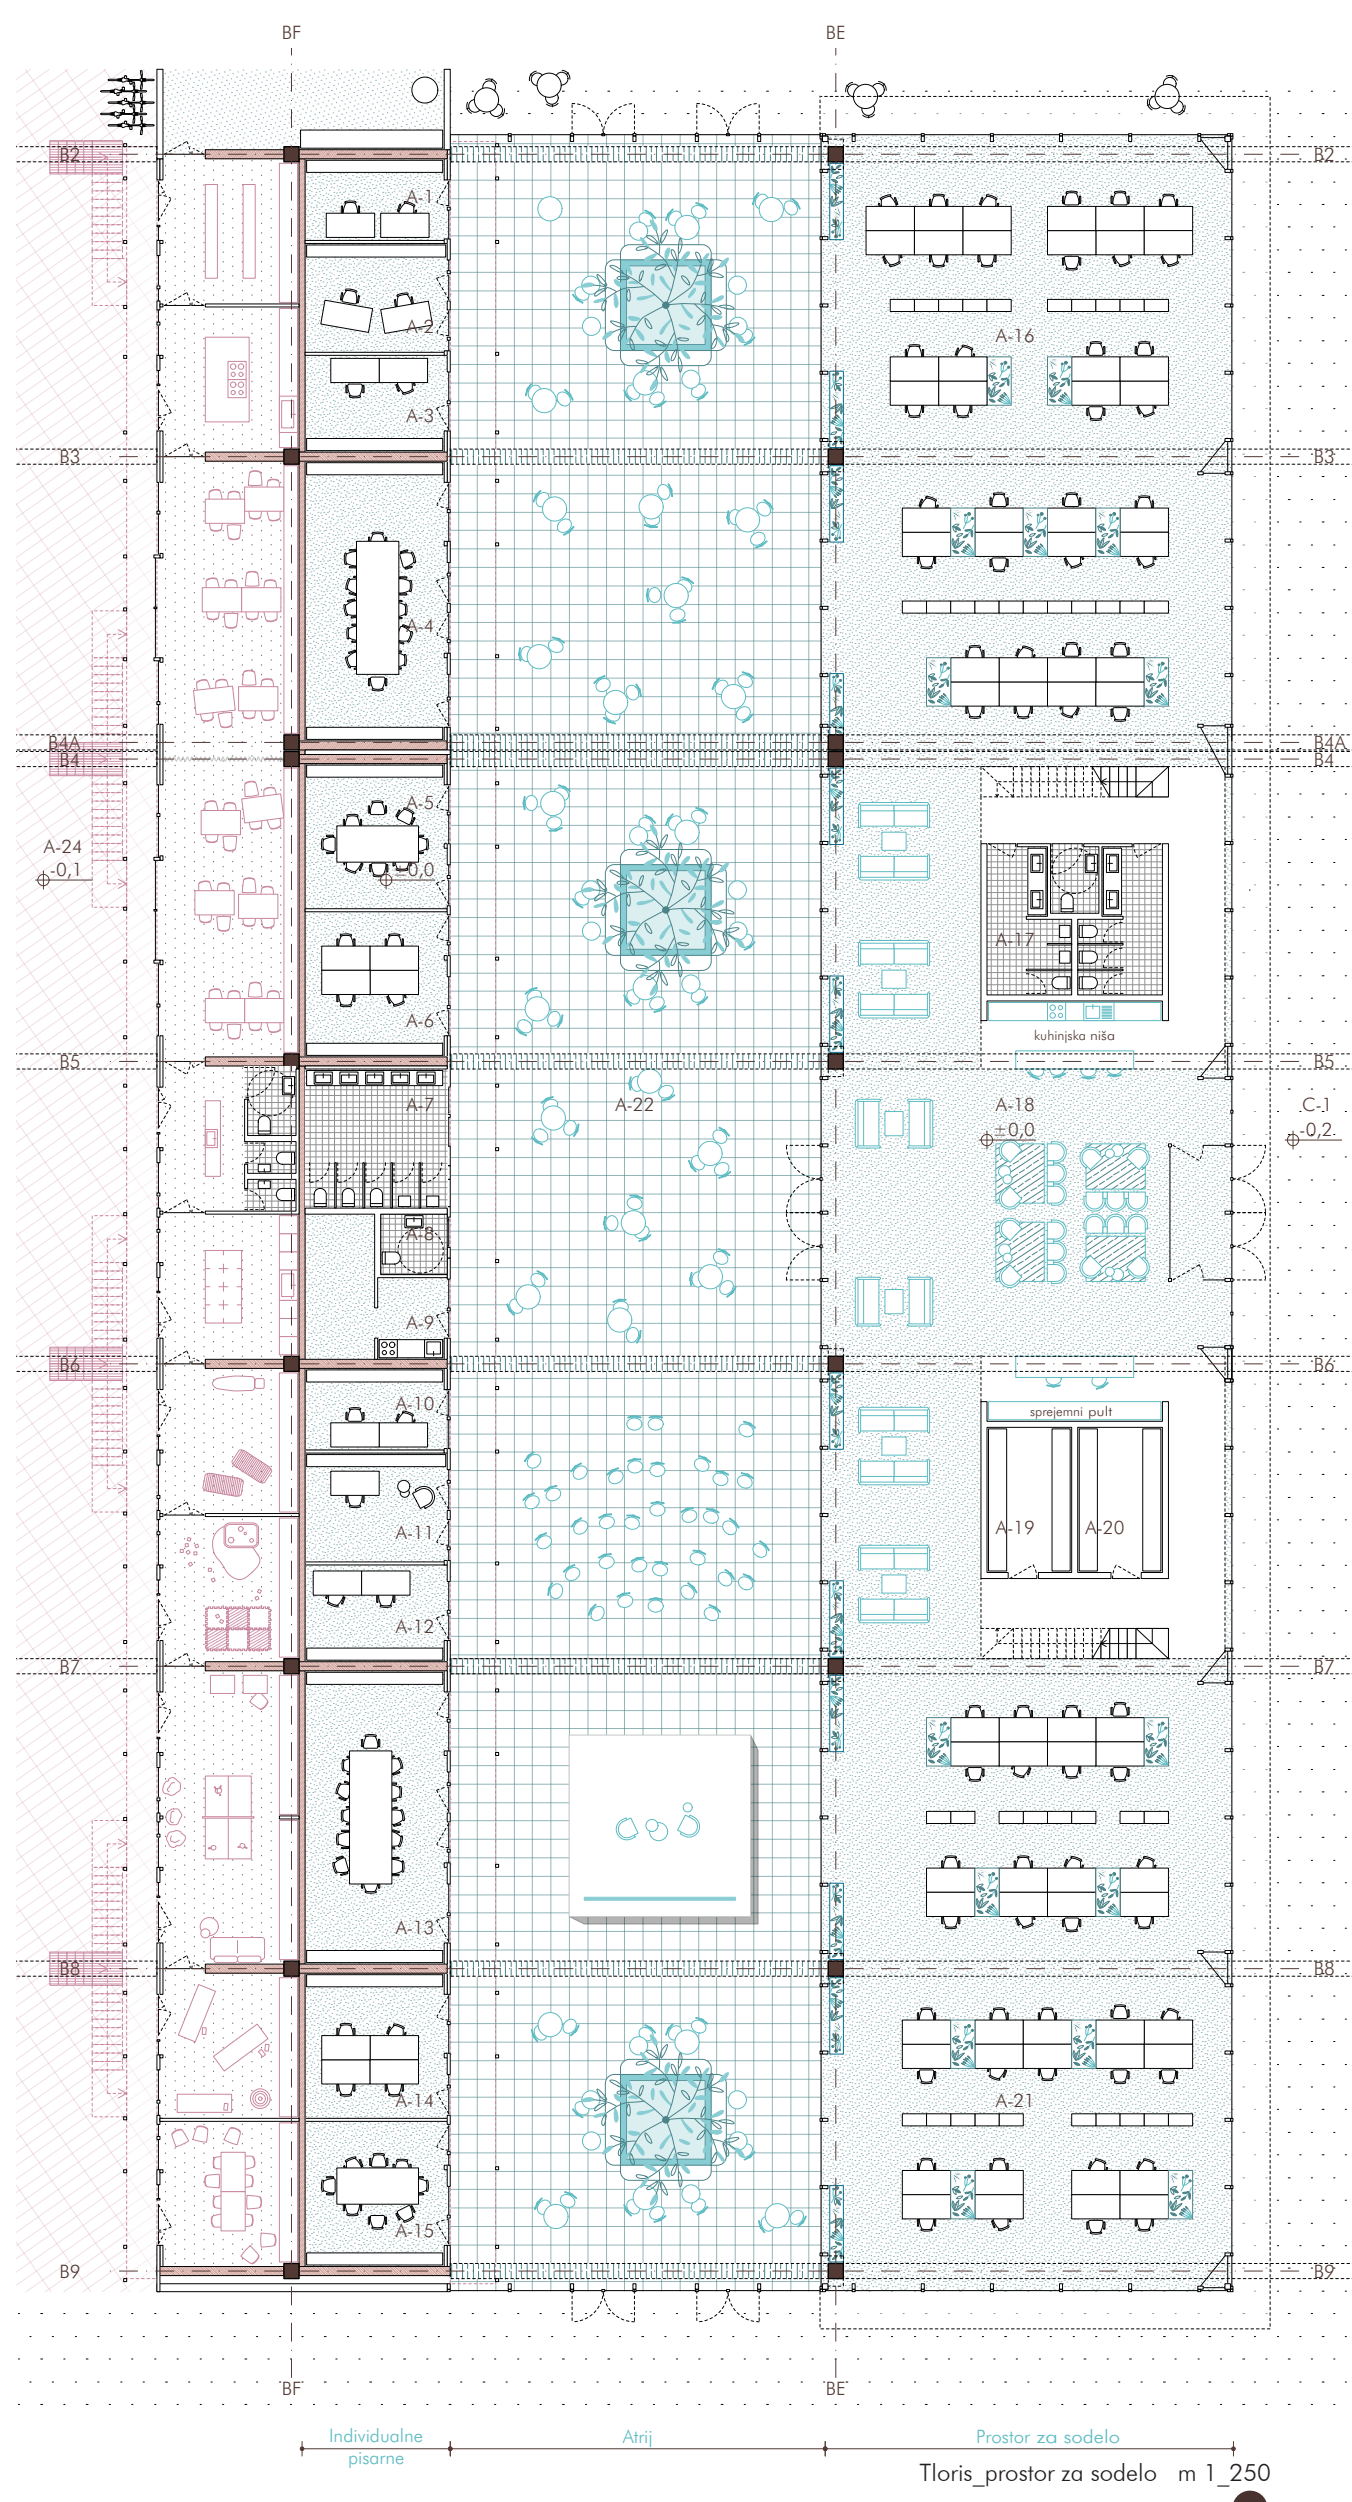 BF BE
B2 B2
A-1
A-2
A-16
A-3
B3 B3
A-4
B4A B4A
B4 B4
A-5
A-24
-0,1
±0,0
A-17
A-6
kuhinjska niša
B5 B5
A-7 A-22 A-18 C-1
±0,0 -0,2
A-8
A-9
B6 B6
A-10
sprejemni pult
A-11 A-19 A-20
A-12
B7 B7
A-13
B8 B8
A-14 A-21
A-15
B9 B9
BF BE
Individualne Atrij Prostor za sodelo
pisarne
Tloris_prostor za sodelo m 1_250